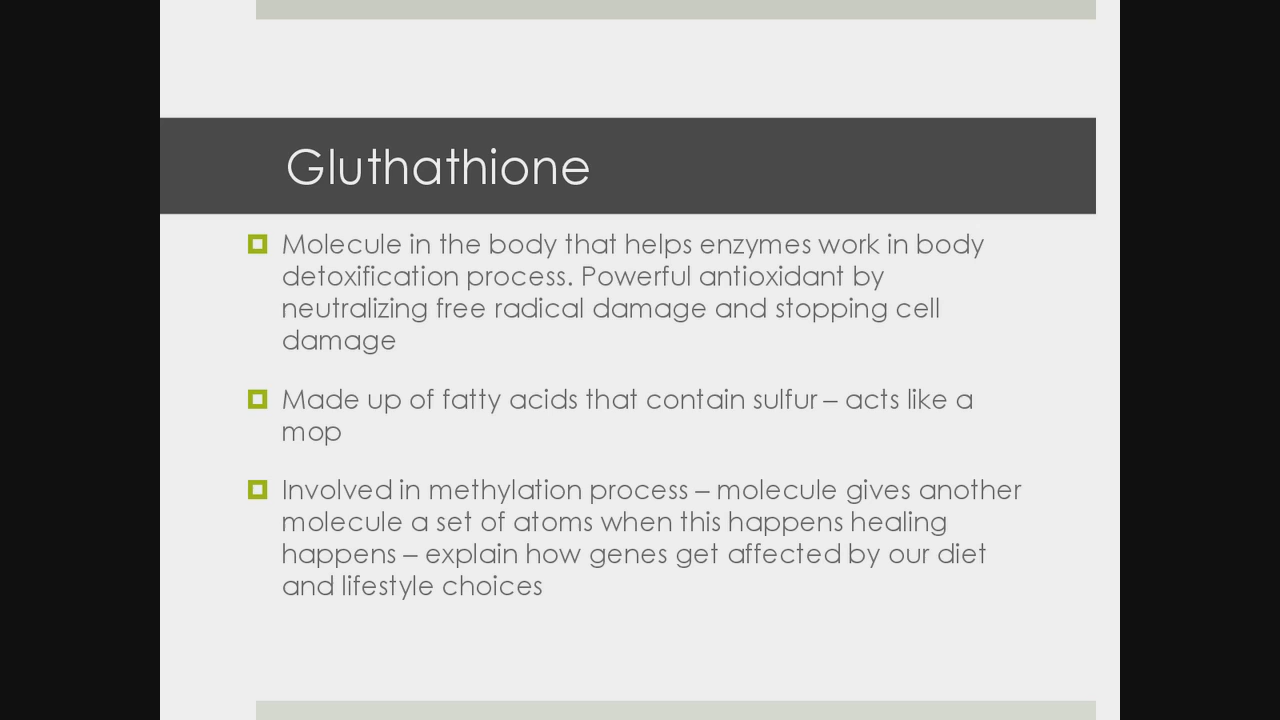 Gluthathione
Molecule in the body that helps enzymes work in body
detoxification process. Powerful antioxidant by
neutralizing free radical damage and stopping cell
damage
Made up of fatty acids that contain sulfur – acts like a
mop
Involved in methylation process – molecule gives another
molecule a set of atoms when this happens healing
happens – explain how genes get affected by our diet
and lifestyle choices